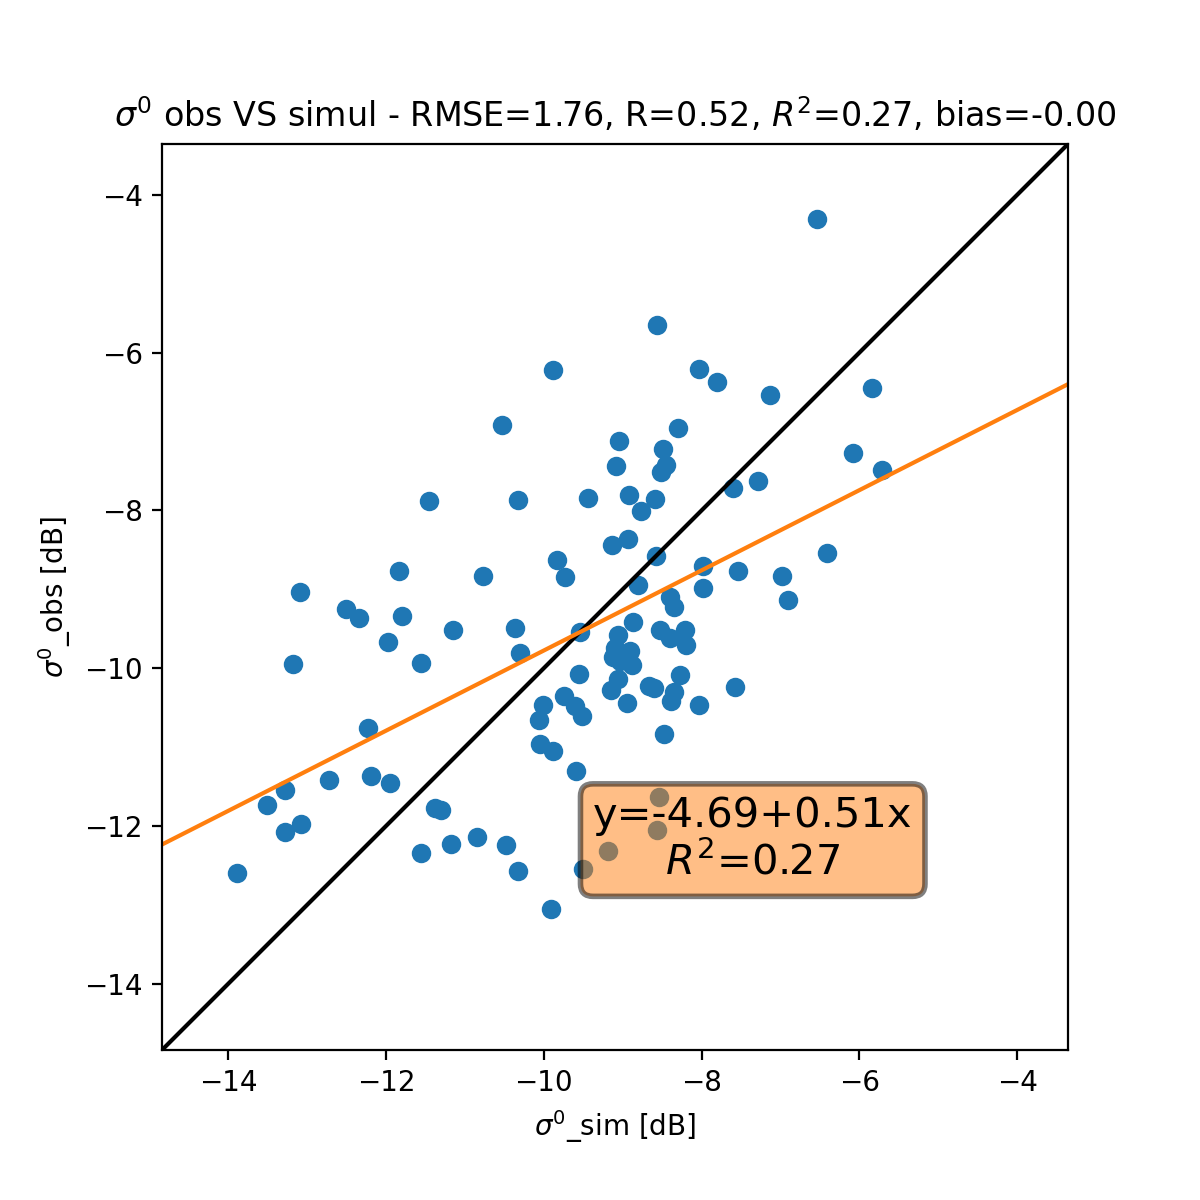 σ⁰ obs VS simul - RMSE=1.76, R=0.52, R²=0.27, bias=-0.00
−4
−6
−8
−10
−12
−14
σ⁰_obs [dB]
y=-4.69+0.51x
R²=0.27
−14 −12 −10 −8 −6 −4
σ⁰_sim [dB]